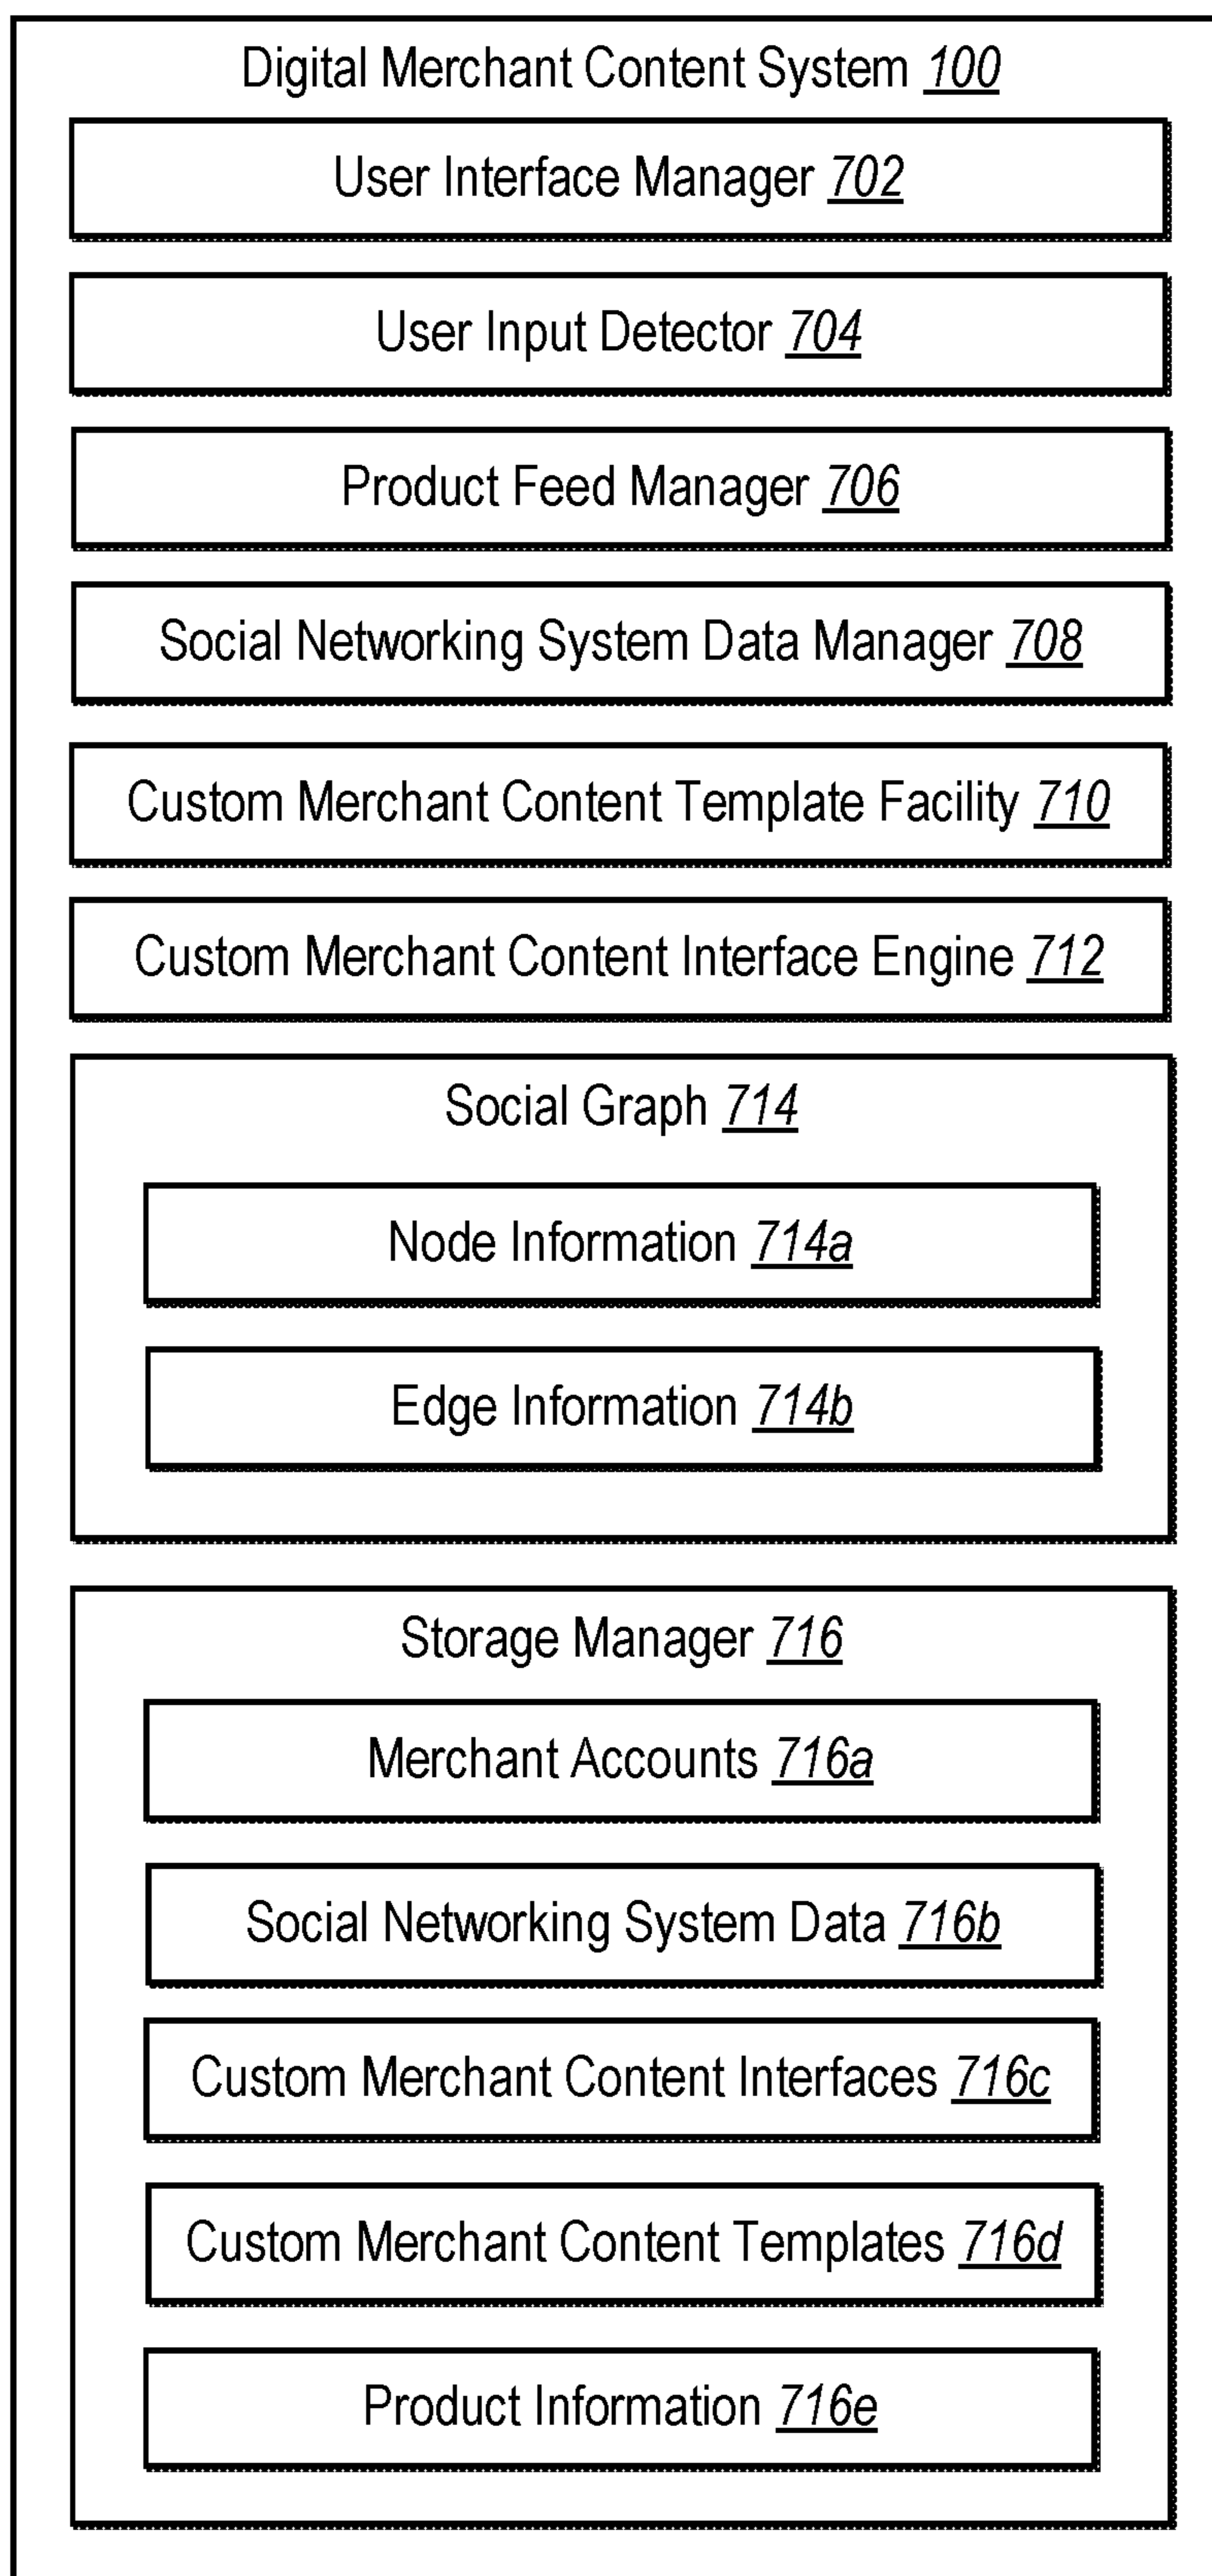 Digital Merchant Content System 100
User Interface Manager 702
User Input Detector 704
Product Feed Manager 706
Social Networking System Data Manager 708
Custom Merchant Content Template Facility 710
Custom Merchant Content Interface Engine 712
Social Graph 714
Node Information 714a
Edge Information 714b
Storage Manager 716
Merchant Accounts 716a
Social Networking System Data 716b
Custom Merchant Content Interfaces 716c
Custom Merchant Content Templates 716d
Product Information 716e